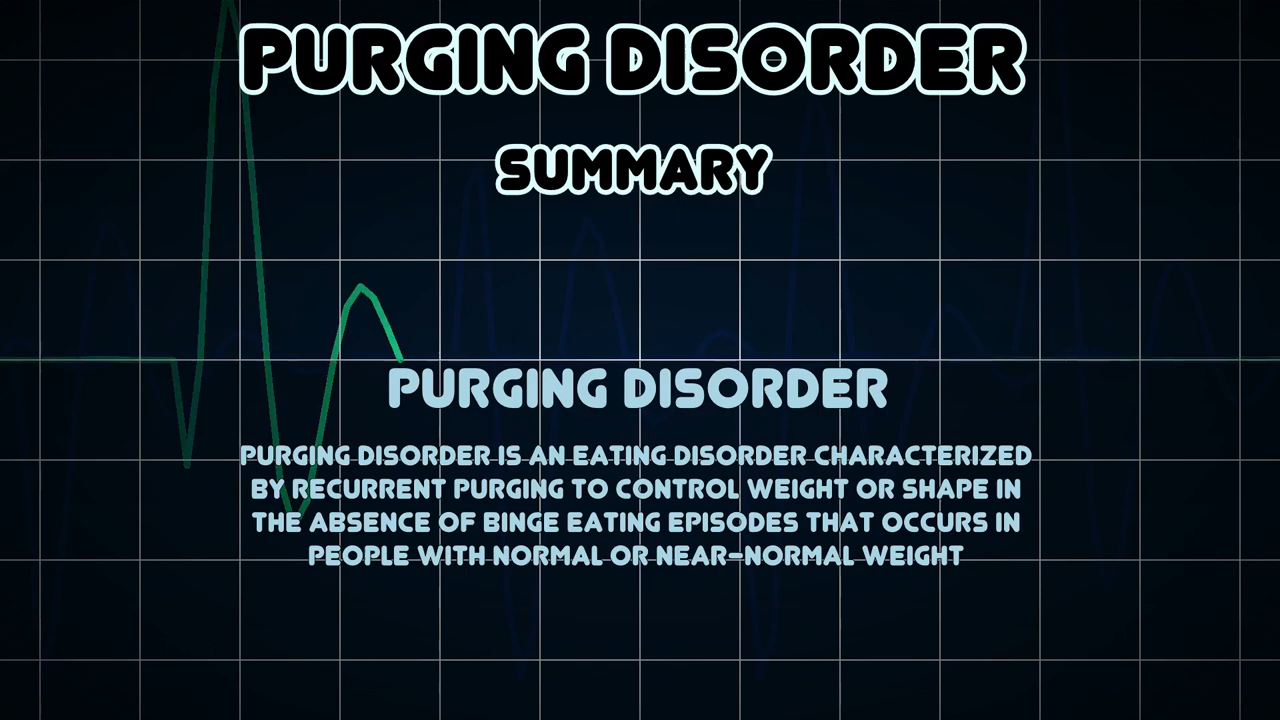 PURGING DISORDER
SUMMARY
PURGING DISORDER
PURGING DISORDER IS AN EATING DISORDER CHARACTERIZED
BY RECURRENT PURGING TO CONTROL WEIGHT OR SHAPE IN
THE ABSENCE OF BINGE EATING EPISODES THAT OCCURS IN
PEOPLE WITH NORMAL OR NEAR-NORMAL WEIGHT